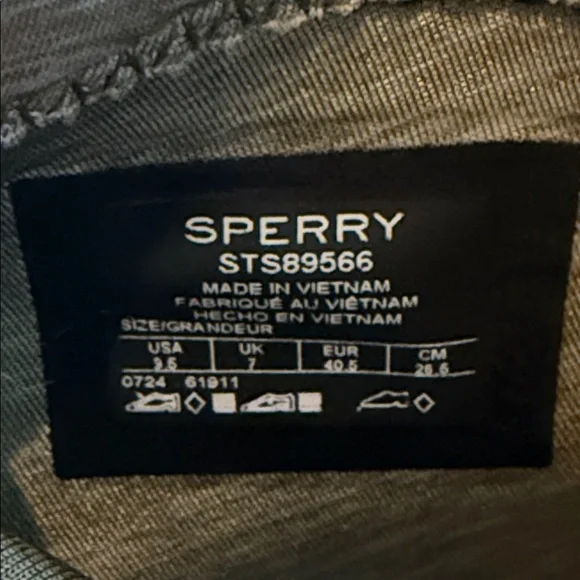 SPERRY
STS89566
MADE IN VIETNAM
FABRIQUÉ AU VIÊTNAM
HECHO EN VIETNAM
SIZE/GRANDEUR
USA UK EUR CM
9.5 7 40.5 26.5
0724 61911